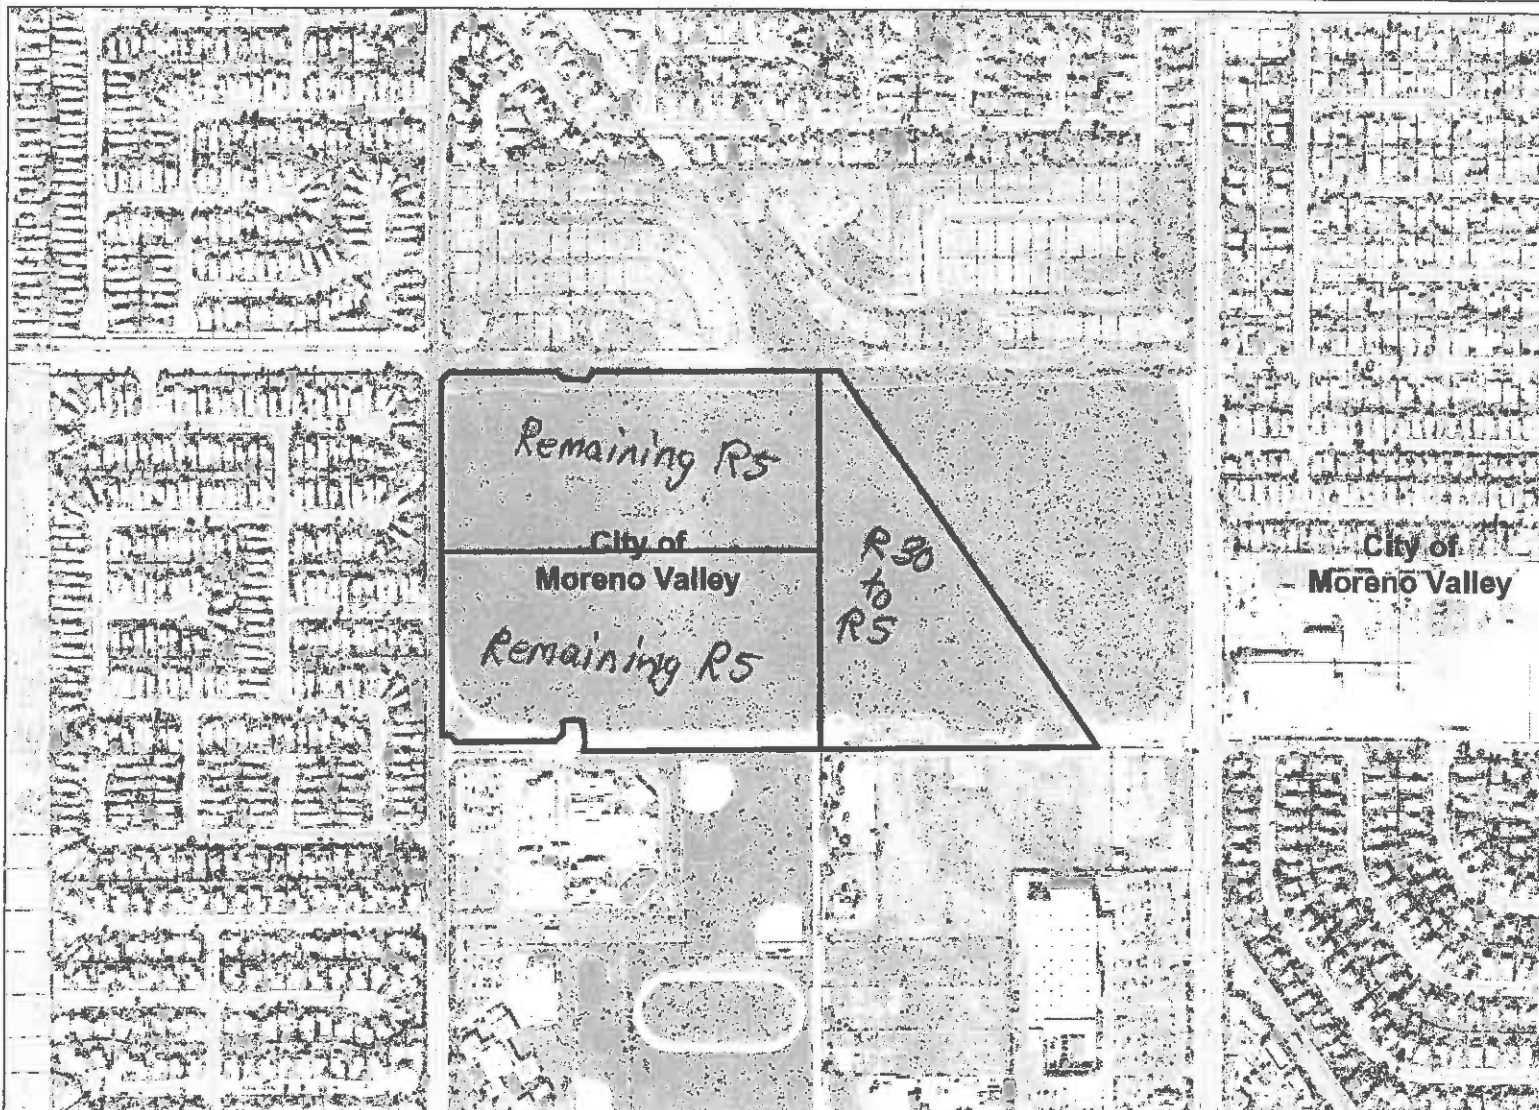 Remaining R5
City of
Moreno Valley
Remaining R5
R30
to
R5
City of
Moreno Valley